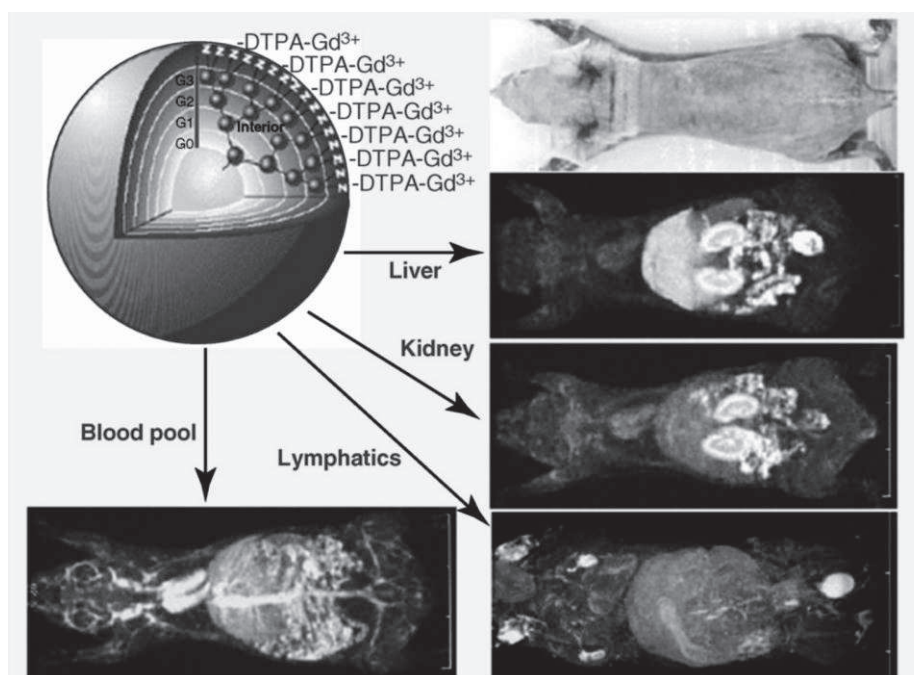 -DTPA-Gd³⁺
-DTPA-Gd³⁺
-DTPA-Gd³⁺
-DTPA-Gd³⁺
-DTPA-Gd³⁺
-DTPA-Gd³⁺
-DTPA-Gd³⁺
G3
G2
G1
G0
Interior
Liver
Kidney
Blood pool
Lymphatics